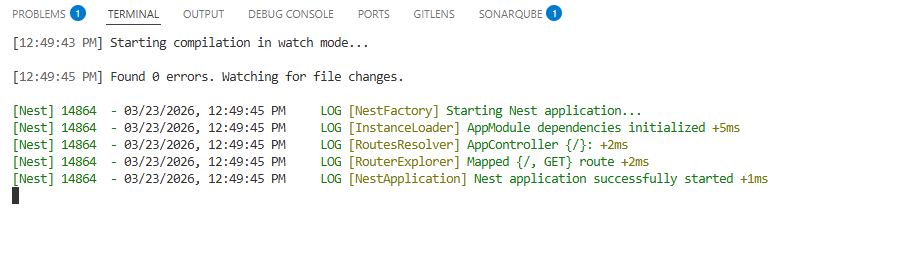 PROBLEMS 1 TERMINAL OUTPUT DEBUG CONSOLE PORTS GITLENS SONARQUBE 1
[12:49:43 PM] Starting compilation in watch mode...
[12:49:45 PM] Found 0 errors. Watching for file changes.
[Nest] 14864  - 03/23/2026, 12:49:45 PM     LOG [NestFactory] Starting Nest application...
[Nest] 14864  - 03/23/2026, 12:49:45 PM     LOG [InstanceLoader] AppModule dependencies initialized +5ms
[Nest] 14864  - 03/23/2026, 12:49:45 PM     LOG [RoutesResolver] AppController {/}: +2ms
[Nest] 14864  - 03/23/2026, 12:49:45 PM     LOG [RouterExplorer] Mapped {/, GET} route +2ms
[Nest] 14864  - 03/23/2026, 12:49:45 PM     LOG [NestApplication] Nest application successfully started +1ms